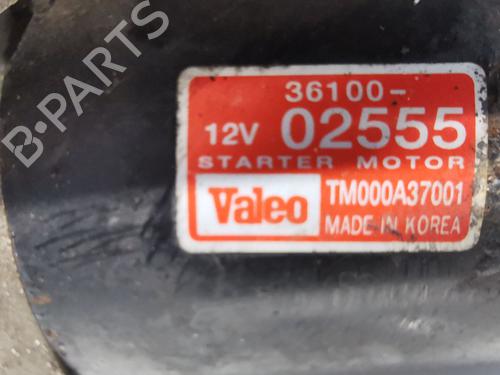 36100-
12V 02555
STARTER MOTOR
Valeo TM000A37001
MADE IN KOREA
B-PARTS